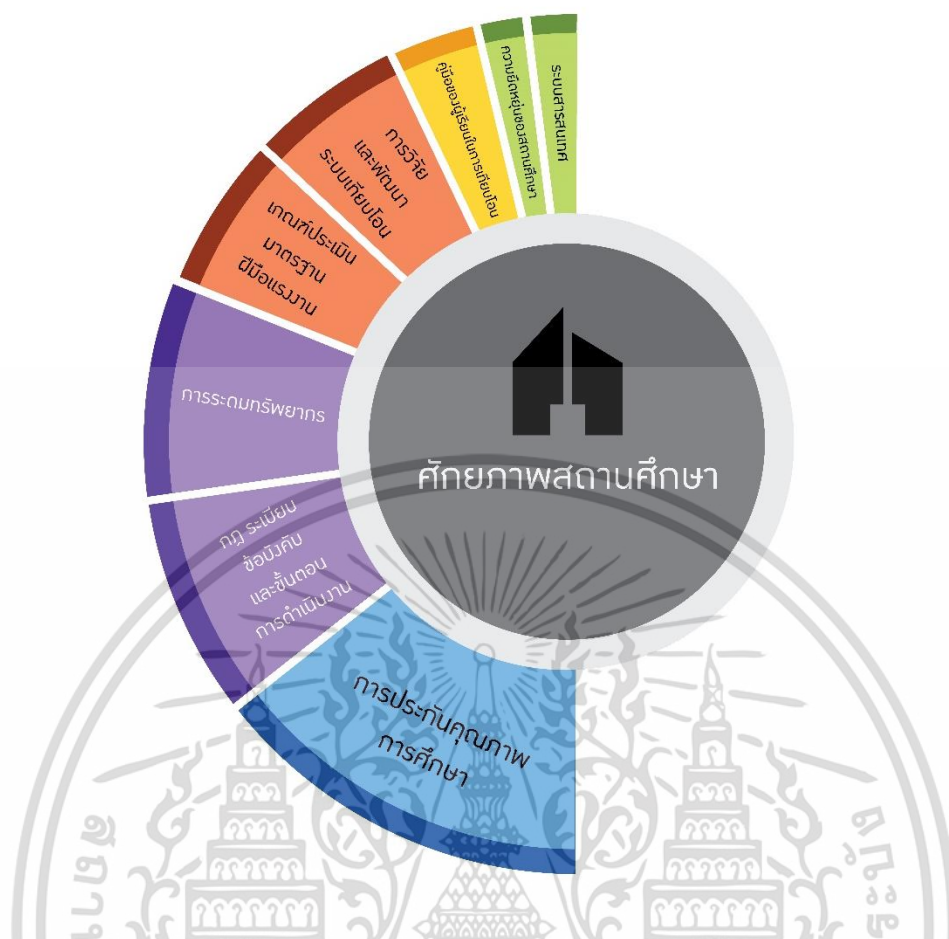 ระบบสารสนเทศ
ความยืดหยุ่นของสถานศึกษา
คู่มือของผู้เรียนในการเทียบโอน
การวิจัย
และพัฒนา
ระบบเทียบโอน
เกณฑ์ประเมิน
มาตรฐาน
ฝีมือแรงงาน
การระดมทรัพยากร
กฎ ระเบียบ
ข้อบังคับ
และขั้นตอน
การดำเนินงาน
การประกันคุณภาพ
การศึกษา
ศักยภาพสถานศึกษา